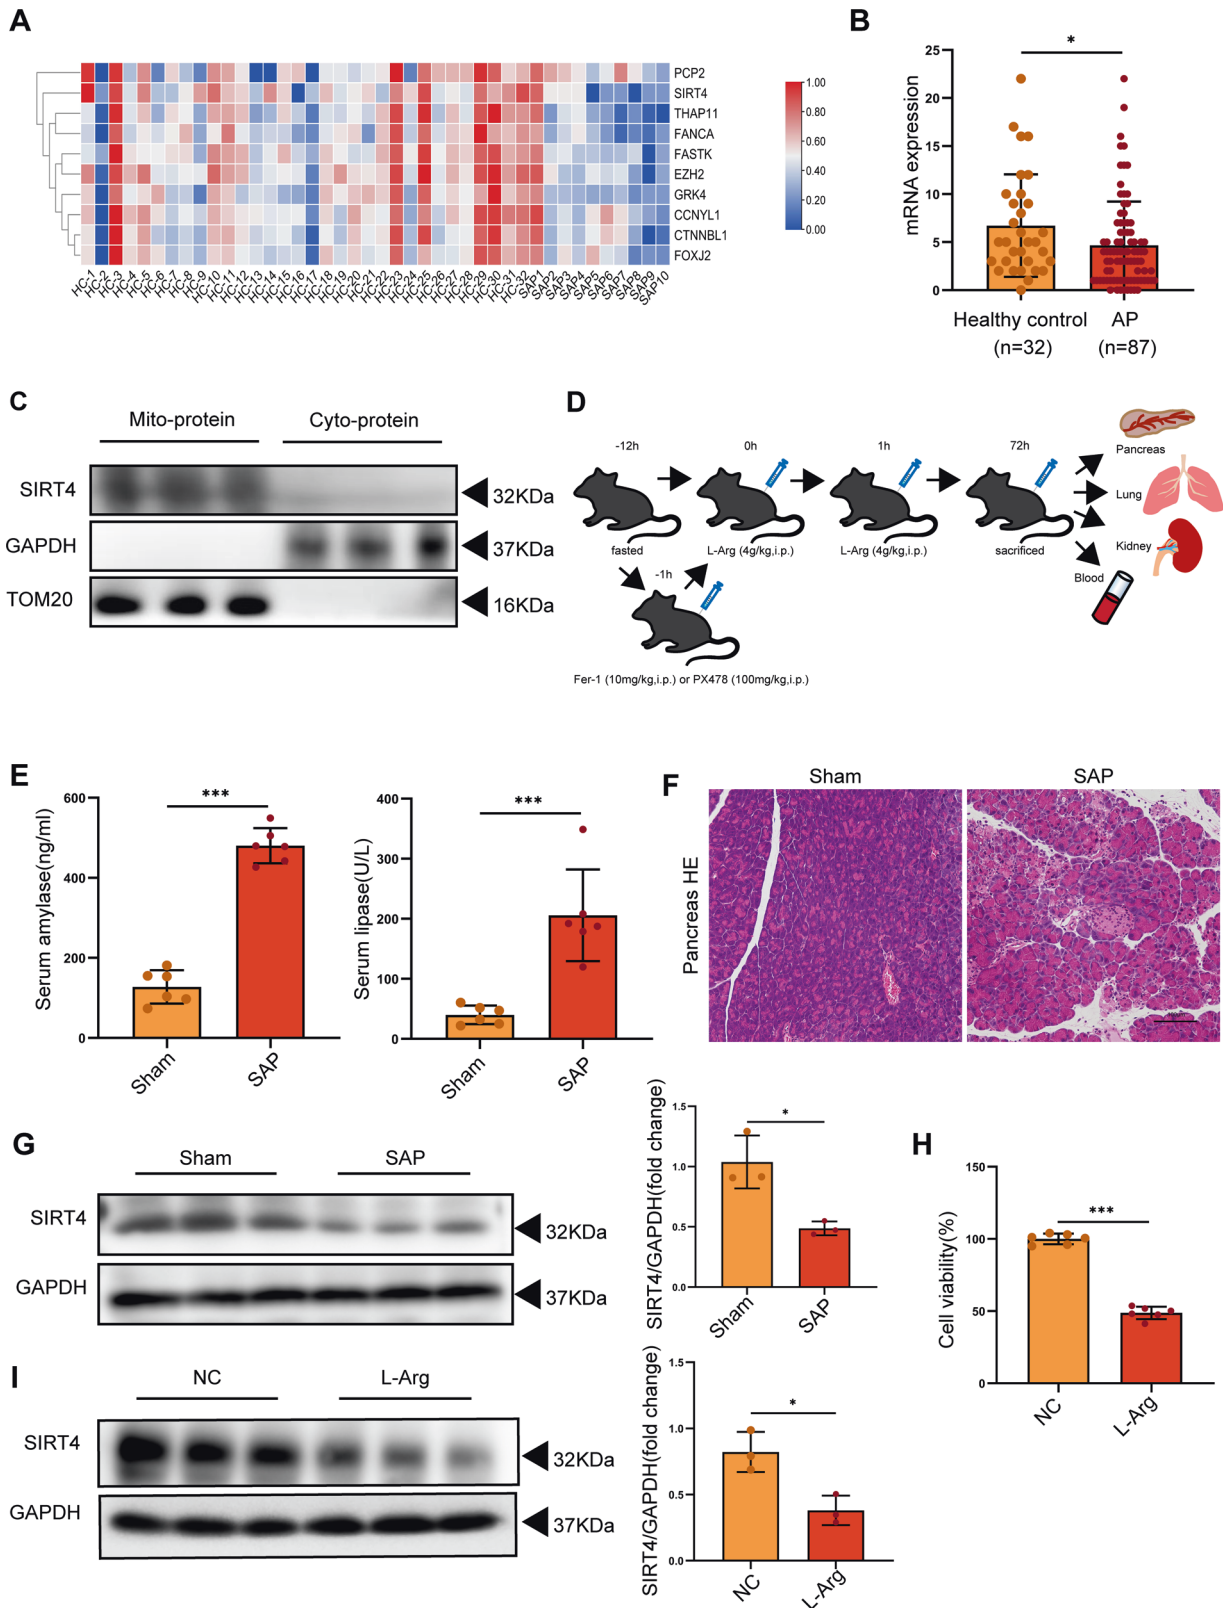 A
PCP2
SIRT4
THAP11
FANCA
FASTK
EZH2
GRK4
CCNYL1
CTNNBL1
FOXJ2
1.00
0.80
0.60
0.40
0.20
0.00
HC-1 HC-2 HC-3 HC-4 HC-5 HC-6 HC-7 HC-8 HC-9 HC-10 HC-11 HC-12 HC-13 HC-14 HC-15 HC-16 HC-17 HC-18 HC-19 HC-20 HC-21 HC-22 HC-23 HC-24 HC-25 HC-26 HC-27 HC-28 HC-29 HC-30 HC-31 HC-32 SAP1 SAP2 SAP3 SAP4 SAP5 SAP6 SAP7 SAP8 SAP9 SAP10
B
mRNA expression
25
20
15
10
5
0
*
Healthy control AP
(n=32) (n=87)
C
Mito-protein Cyto-protein
SIRT4 32KDa
GAPDH 37KDa
TOM20 16KDa
D
-12h 0h 1h 72h
fasted L-Arg (4g/kg,i.p.) L-Arg (4g/kg,i.p.) sacrificed
-1h
Fer-1 (10mg/kg,i.p.) or PX478 (100mg/kg,i.p.)
Pancreas
Lung
Kidney
Blood
E
Serum amylase(ng/ml)
600
400
200
0
***
Sham SAP
Serum lipase(U/L)
400
300
200
100
0
***
Sham SAP
F
Sham SAP
Pancreas HE
G
Sham SAP
SIRT4 32KDa
GAPDH 37KDa
SIRT4/GAPDH(fold change)
1.5
1.0
0.5
0.0
*
Sham SAP
H
Cell viability(%)
150
100
50
0
***
NC L-Arg
I
NC L-Arg
SIRT4 32KDa
GAPDH 37KDa
SIRT4/GAPDH(fold change)
1.5
1.0
0.5
0.0
*
NC L-Arg